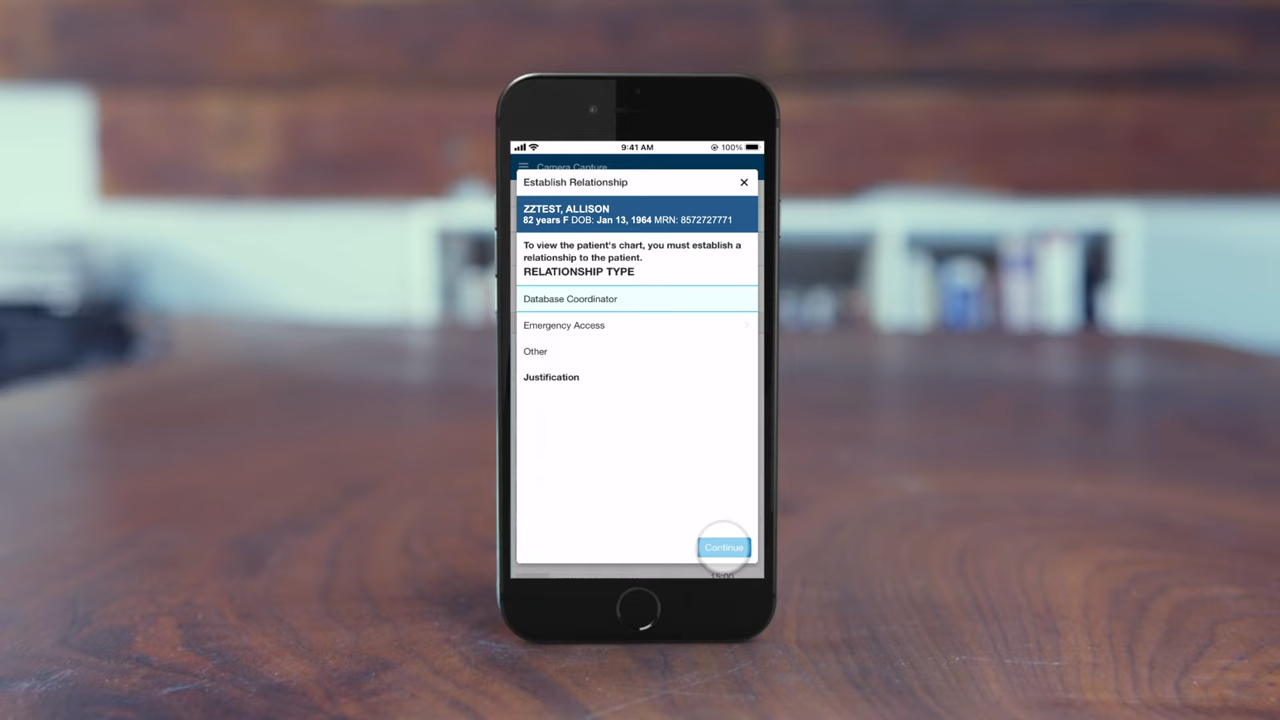 9:41 AM
100%
Camera Capture
Establish Relationship
ZZTEST, ALLISON
82 years F DOB: Jan 13, 1964 MRN: 8572727771
To view the patient's chart, you must establish a
relationship to the patient.
RELATIONSHIP TYPE
Database Coordinator
Emergency Access
Other
Justification
Continue
15:00